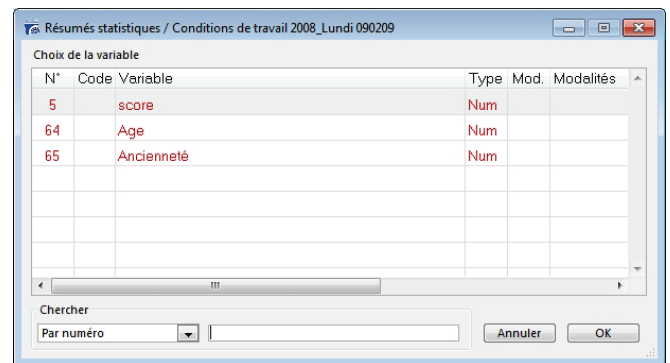 Résumés statistiques / Conditions de travail 2008_Lundi 090209
Choix de la variable
N° Code Variable Type Mod. Modalités
5 score Num
64 Age Num
65 Ancienneté Num
Chercher
Par numéro
Annuler OK